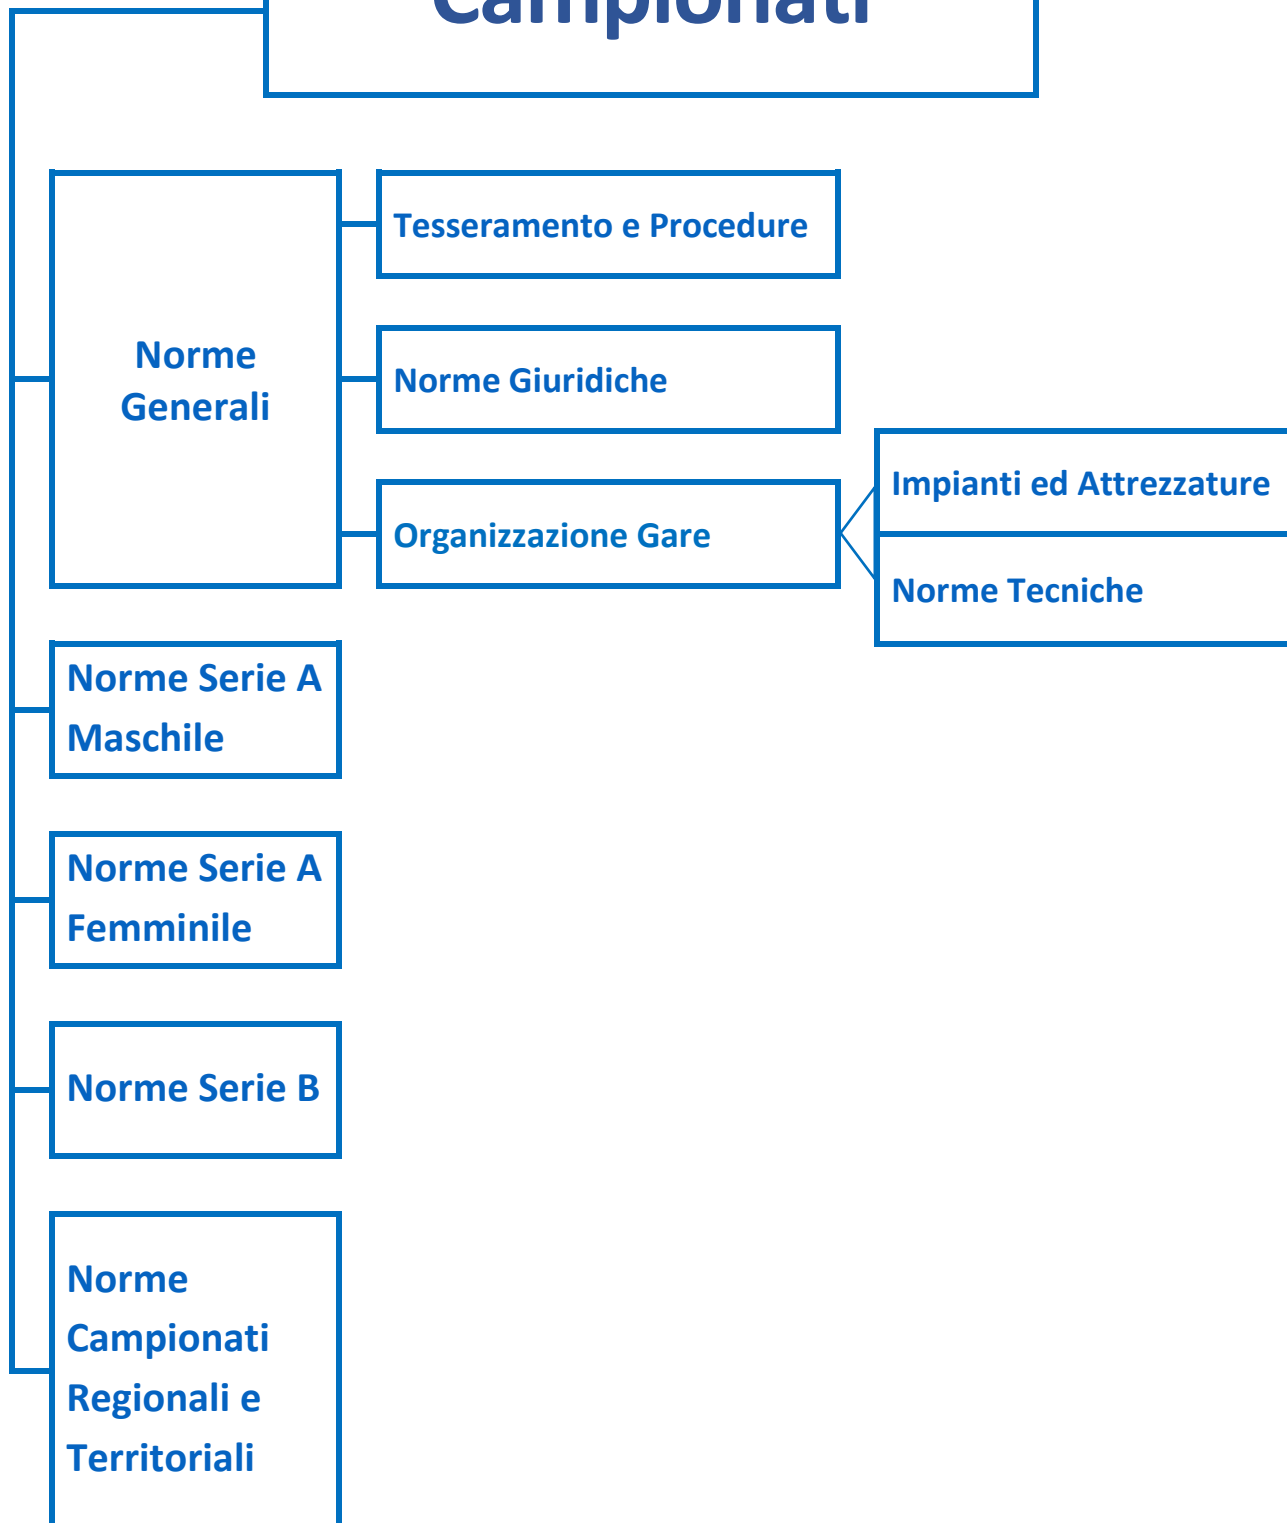 Campionati
Tesseramento e Procedure
Norme
Generali
Norme Giuridiche
Impianti ed Attrezzature
Organizzazione Gare
Norme Tecniche
Norme Serie A
Maschile
Norme Serie A
Femminile
Norme Serie B
Norme
Campionati
Regionali e
Territoriali